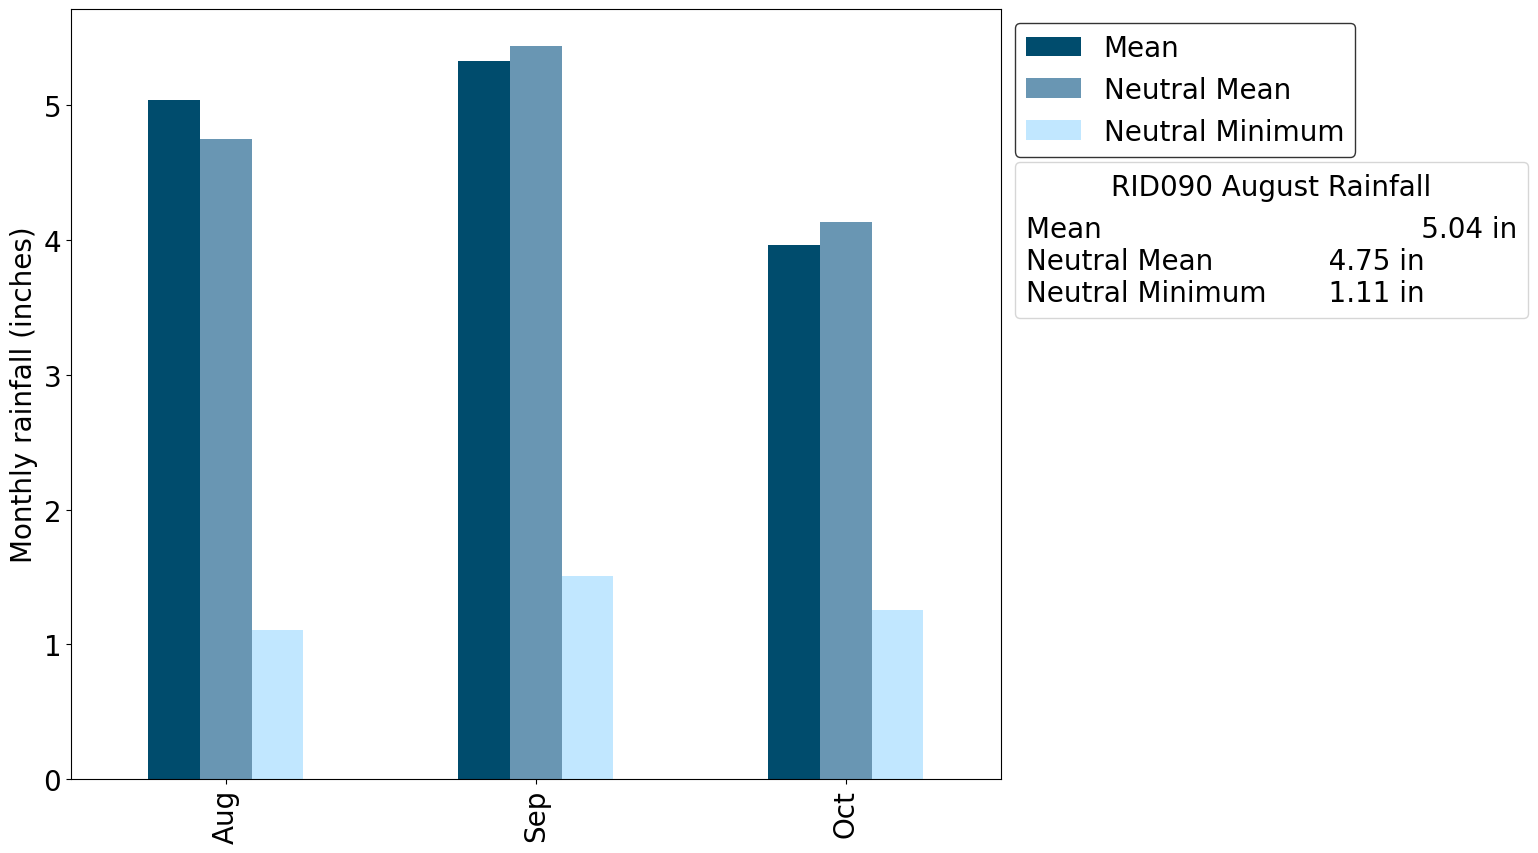 Monthly rainfall (inches)
5
4
3
2
1
0
Aug
Sep
Oct
Mean
Neutral Mean
Neutral Minimum
RID090 August Rainfall
Mean 5.04 in
Neutral Mean 4.75 in
Neutral Minimum 1.11 in